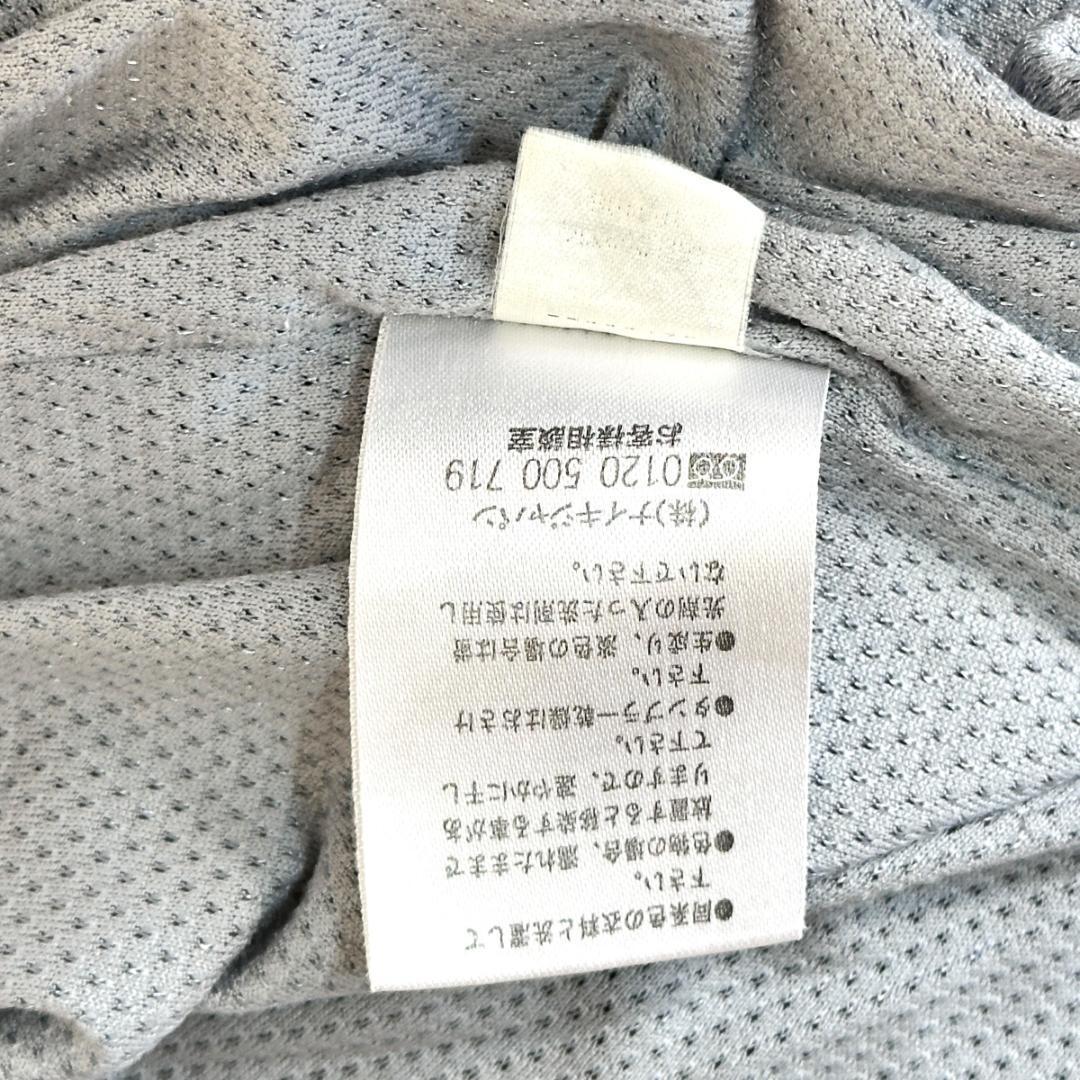 ●同系色の衣料と洗濯して
下さい。
●色物の場合、濡れたままで
放置すると移染する事があ
りますので、速やかに干し
て下さい。
●タンブラー乾燥はおさけ
下さい。
●生成り、淡色の場合は蛍
光剤の入った洗剤は使用し
ないで下さい。
(株)ナイキジャパン
0120 500 719
お客様相談室